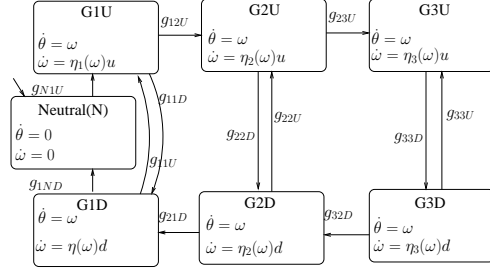 G1U
θ̇ = ω
ω̇ = η₁(ω)u
g₁₂U
G2U
θ̇ = ω
ω̇ = η₂(ω)u
g₂₃U
G3U
θ̇ = ω
ω̇ = η₃(ω)u
g_N1U
g₁₁D
Neutral(N)
θ̇ = 0
ω̇ = 0
g₁₁U
g₂₂D
g₂₂U
g₃₃D
g₃₃U
g₁ND
G1D
θ̇ = ω
ω̇ = η(ω)d
g₂₁D
G2D
θ̇ = ω
ω̇ = η₂(ω)d
g₃₂D
G3D
θ̇ = ω
ω̇ = η₃(ω)d